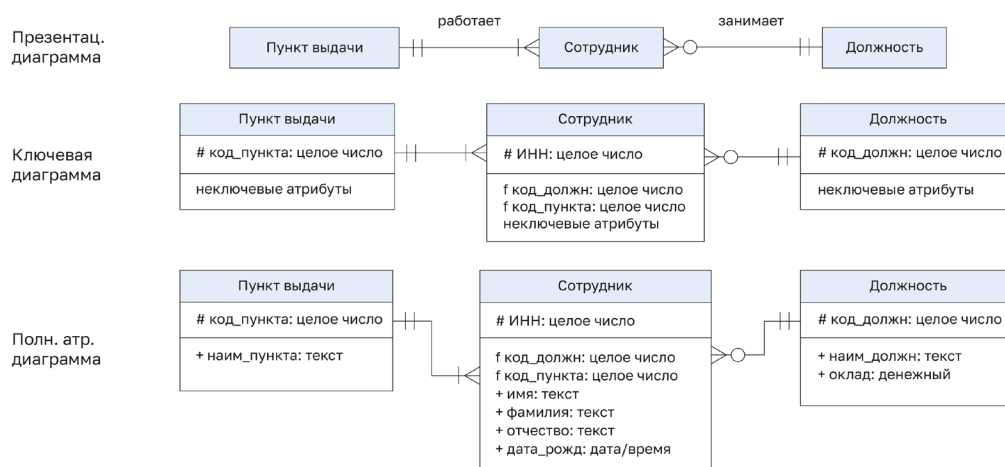 Презентац.
диаграмма
Пункт выдачи
работает
Сотрудник
занимает
Должность
Ключевая
диаграмма
Пункт выдачи
# код_пункта: целое число
неключевые атрибуты
Сотрудник
# ИНН: целое число
f код_должн: целое число
f код_пункта: целое число
неключевые атрибуты
Должность
# код_должн: целое число
неключевые атрибуты
Полн. атр.
диаграмма
Пункт выдачи
# код_пункта: целое число
+ наим_пункта: текст
Сотрудник
# ИНН: целое число
f код_должн: целое число
f код_пункта: целое число
+ имя: текст
+ фамилия: текст
+ отчество: текст
+ дата_рожд: дата/время
Должность
# код_должн: целое число
+ наим_должн: текст
+ оклад: денежный